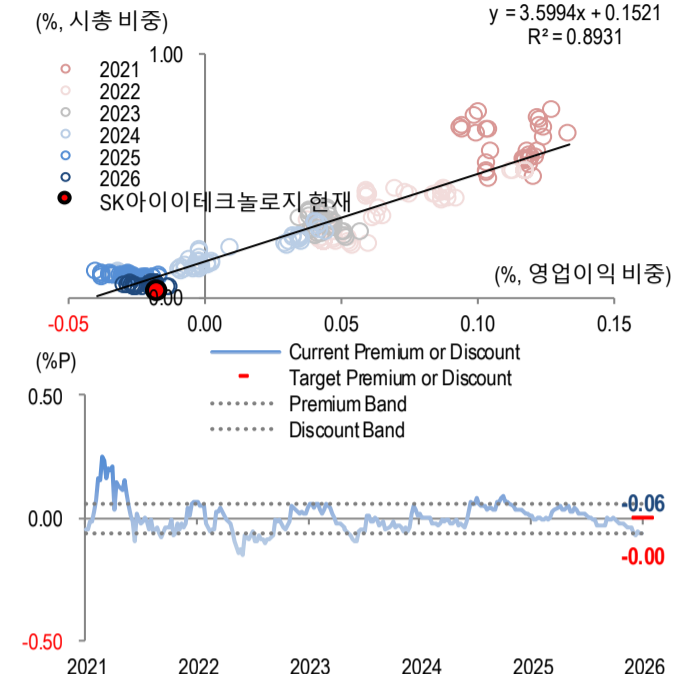 (%, 시총 비중)
y = 3.5994x + 0.1521
R² = 0.8931
1.00
2021
2022
2023
2024
2025
2026
SK아이이테크놀로지 현재
(%, 영업이익 비중)
0.00
-0.05
0.00
0.05
0.10
0.15
(%P)
Current Premium or Discount
Target Premium or Discount
Premium Band
Discount Band
0.50
-0.06
0.00
-0.00
-0.50
2021
2022
2023
2024
2025
2026